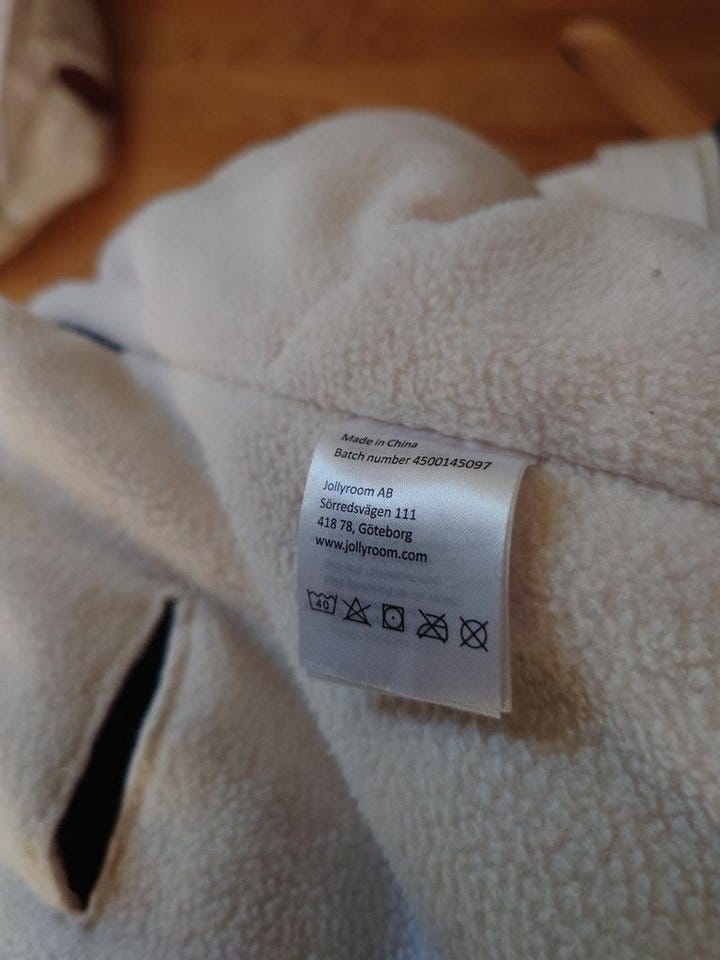 Made in China
Batch number 4500145097
Jollyroom AB
Sörredsvägen 111
418 78, Göteborg
www.jollyroom.com
40